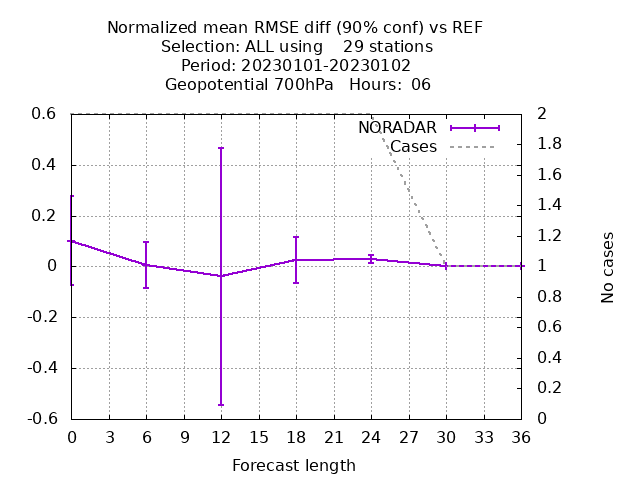 Normalized mean RMSE diff (90% conf) vs REF
Selection: ALL using    29 stations
Period: 20230101-20230102
Geopotential 700hPa   Hours:  06
NORADAR
Cases
0.6
0.4
0.2
0
-0.2
-0.4
-0.6
2
1.8
1.6
1.4
1.2
1
0.8
0.6
0.4
0.2
0
No cases
0 3 6 9 12 15 18 21 24 27 30 33 36
Forecast length